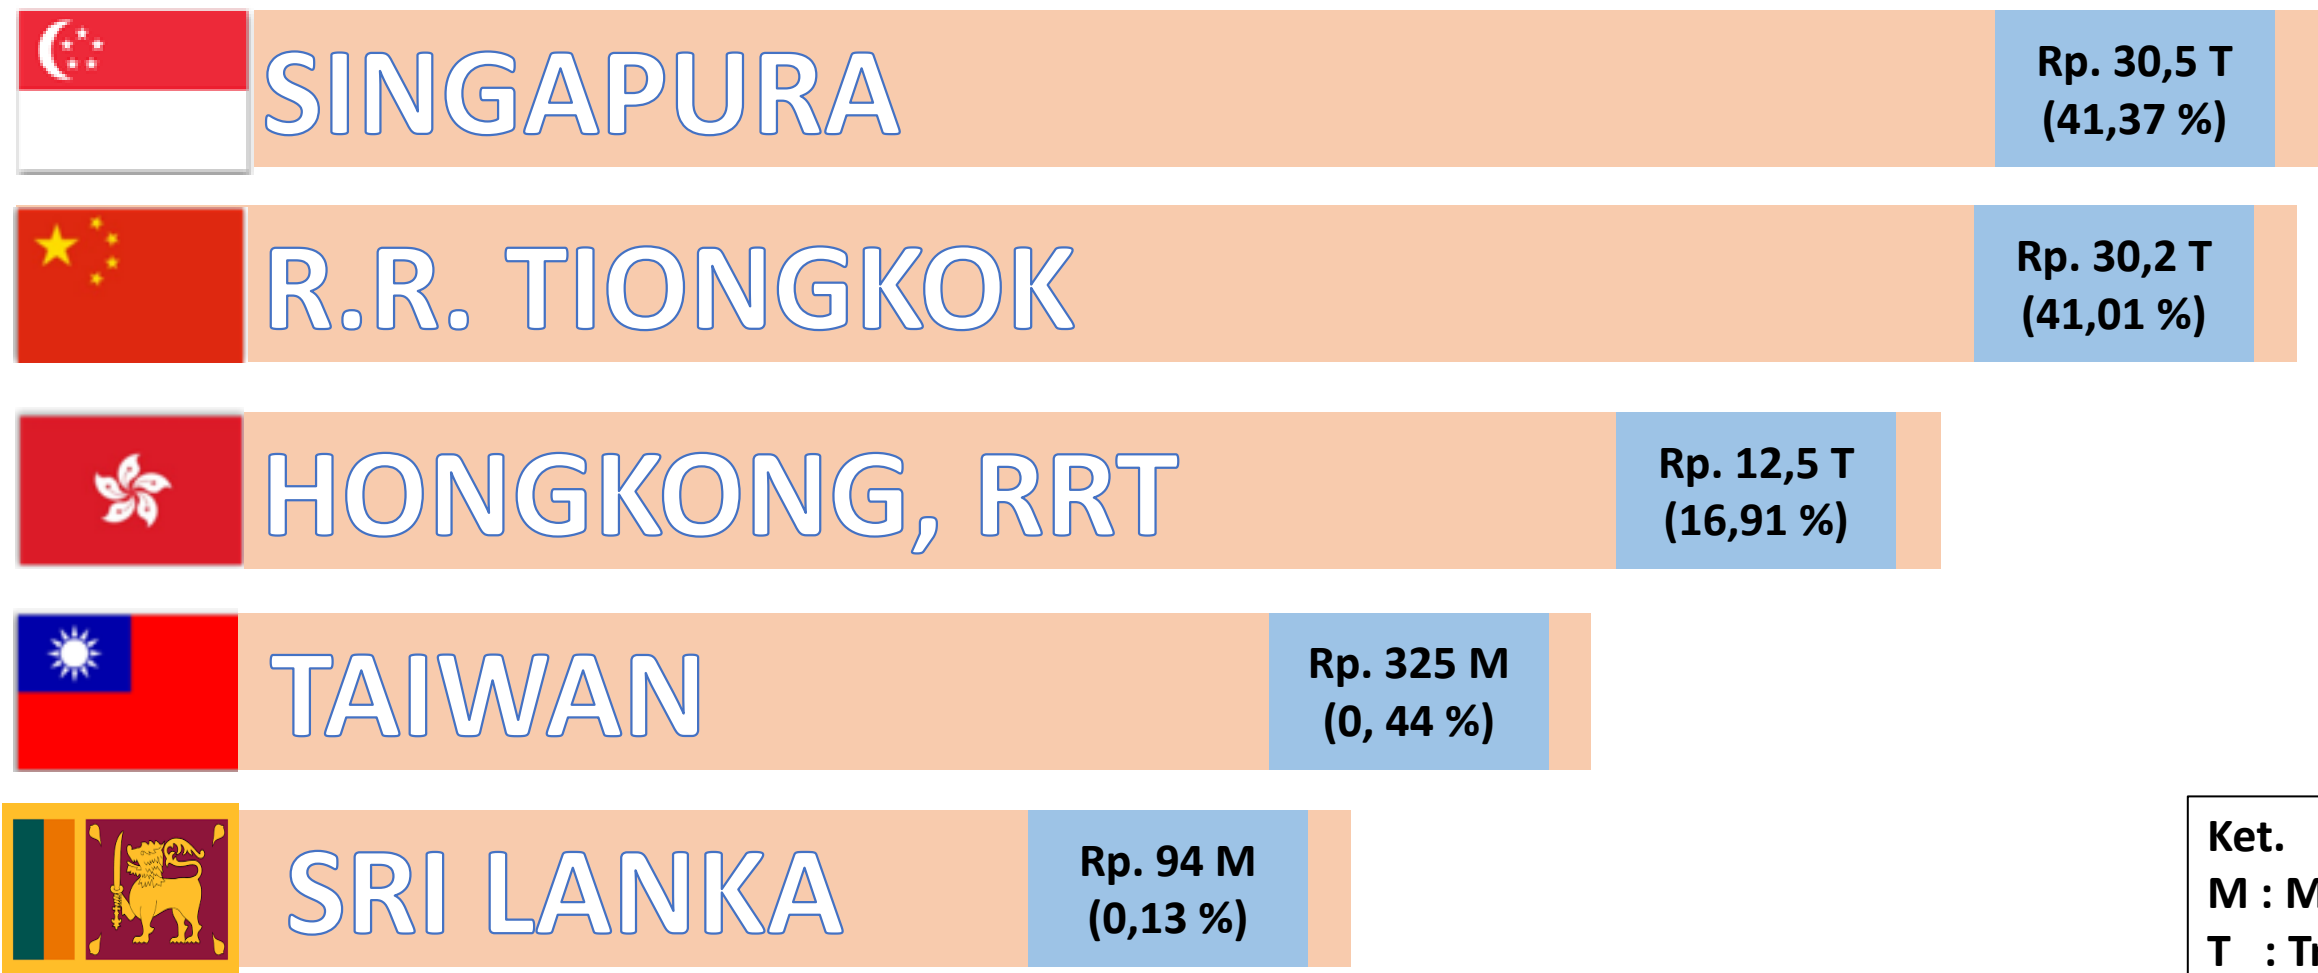 SINGAPURA
Rp. 30,5 T
(41,37 %)
R.R. TIONGKOK
Rp. 30,2 T
(41,01 %)
HONGKONG, RRT
Rp. 12,5 T
(16,91 %)
TAIWAN
Rp. 325 M
(0, 44 %)
SRI LANKA
Rp. 94 M
(0,13 %)
Ket.
M :
T :